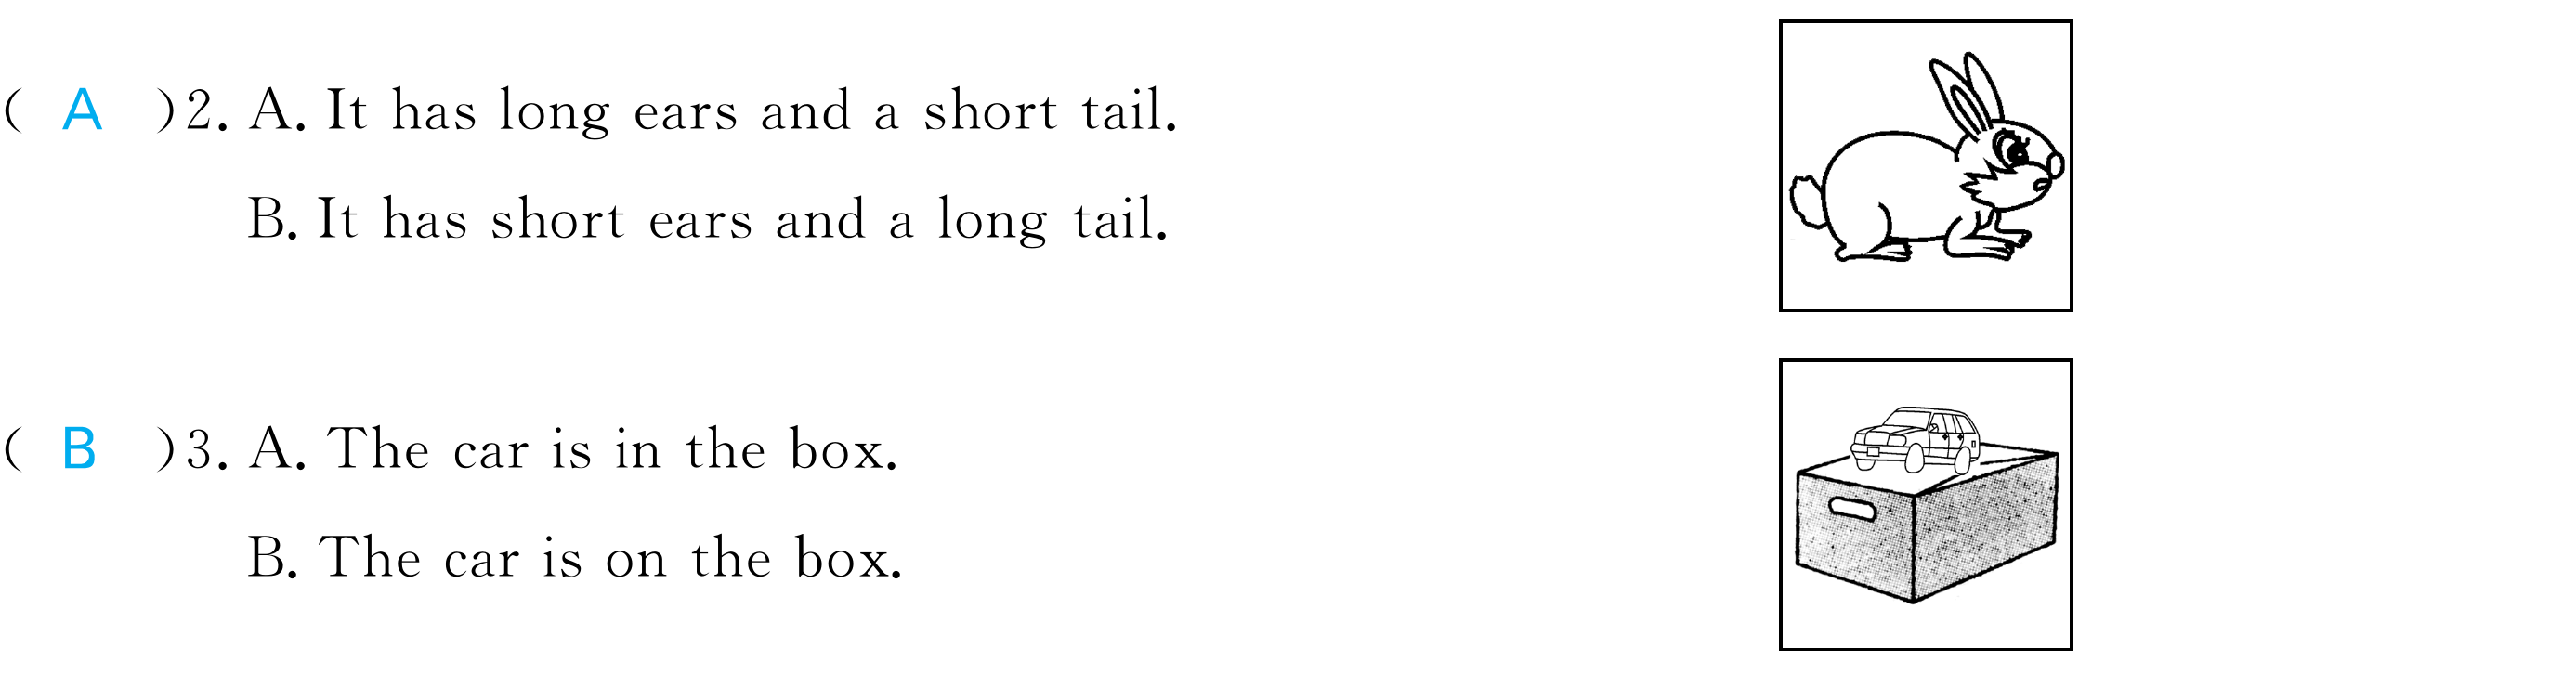 ( A )2. A. It has long ears and a short tail.
B. It has short ears and a long tail.
( B )3. A. The car is in the box.
B. The car is on the box.